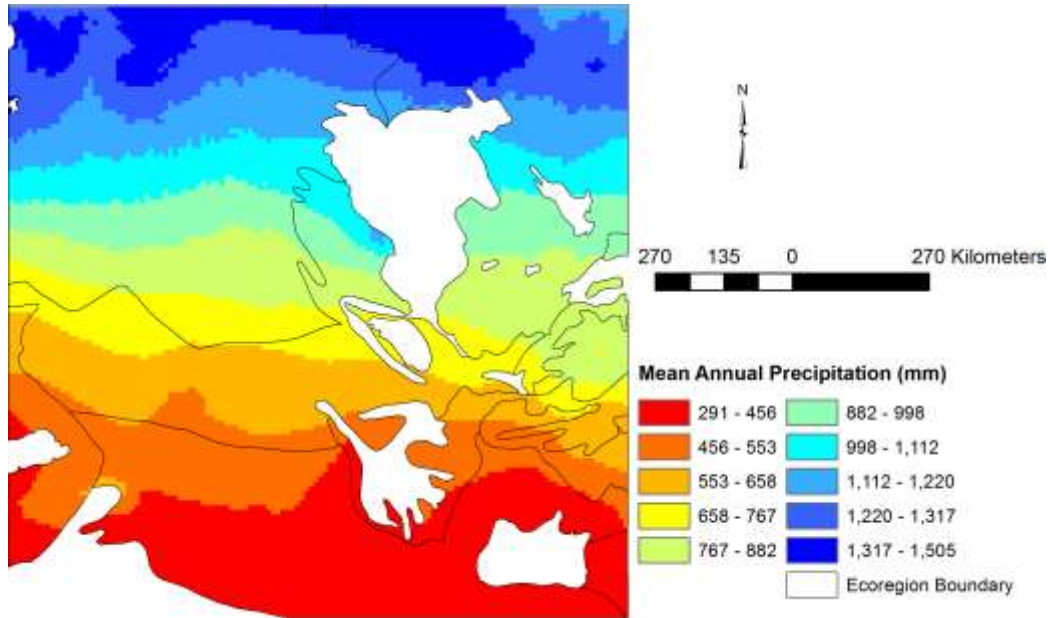 N
270 135 0 270 Kilometers
Mean Annual Precipitation (mm)
291 - 456 882 - 998
456 - 553 998 - 1,112
553 - 658 1,112 - 1,220
658 - 767 1,220 - 1,317
767 - 882 1,317 - 1,505
Ecoregion Boundary